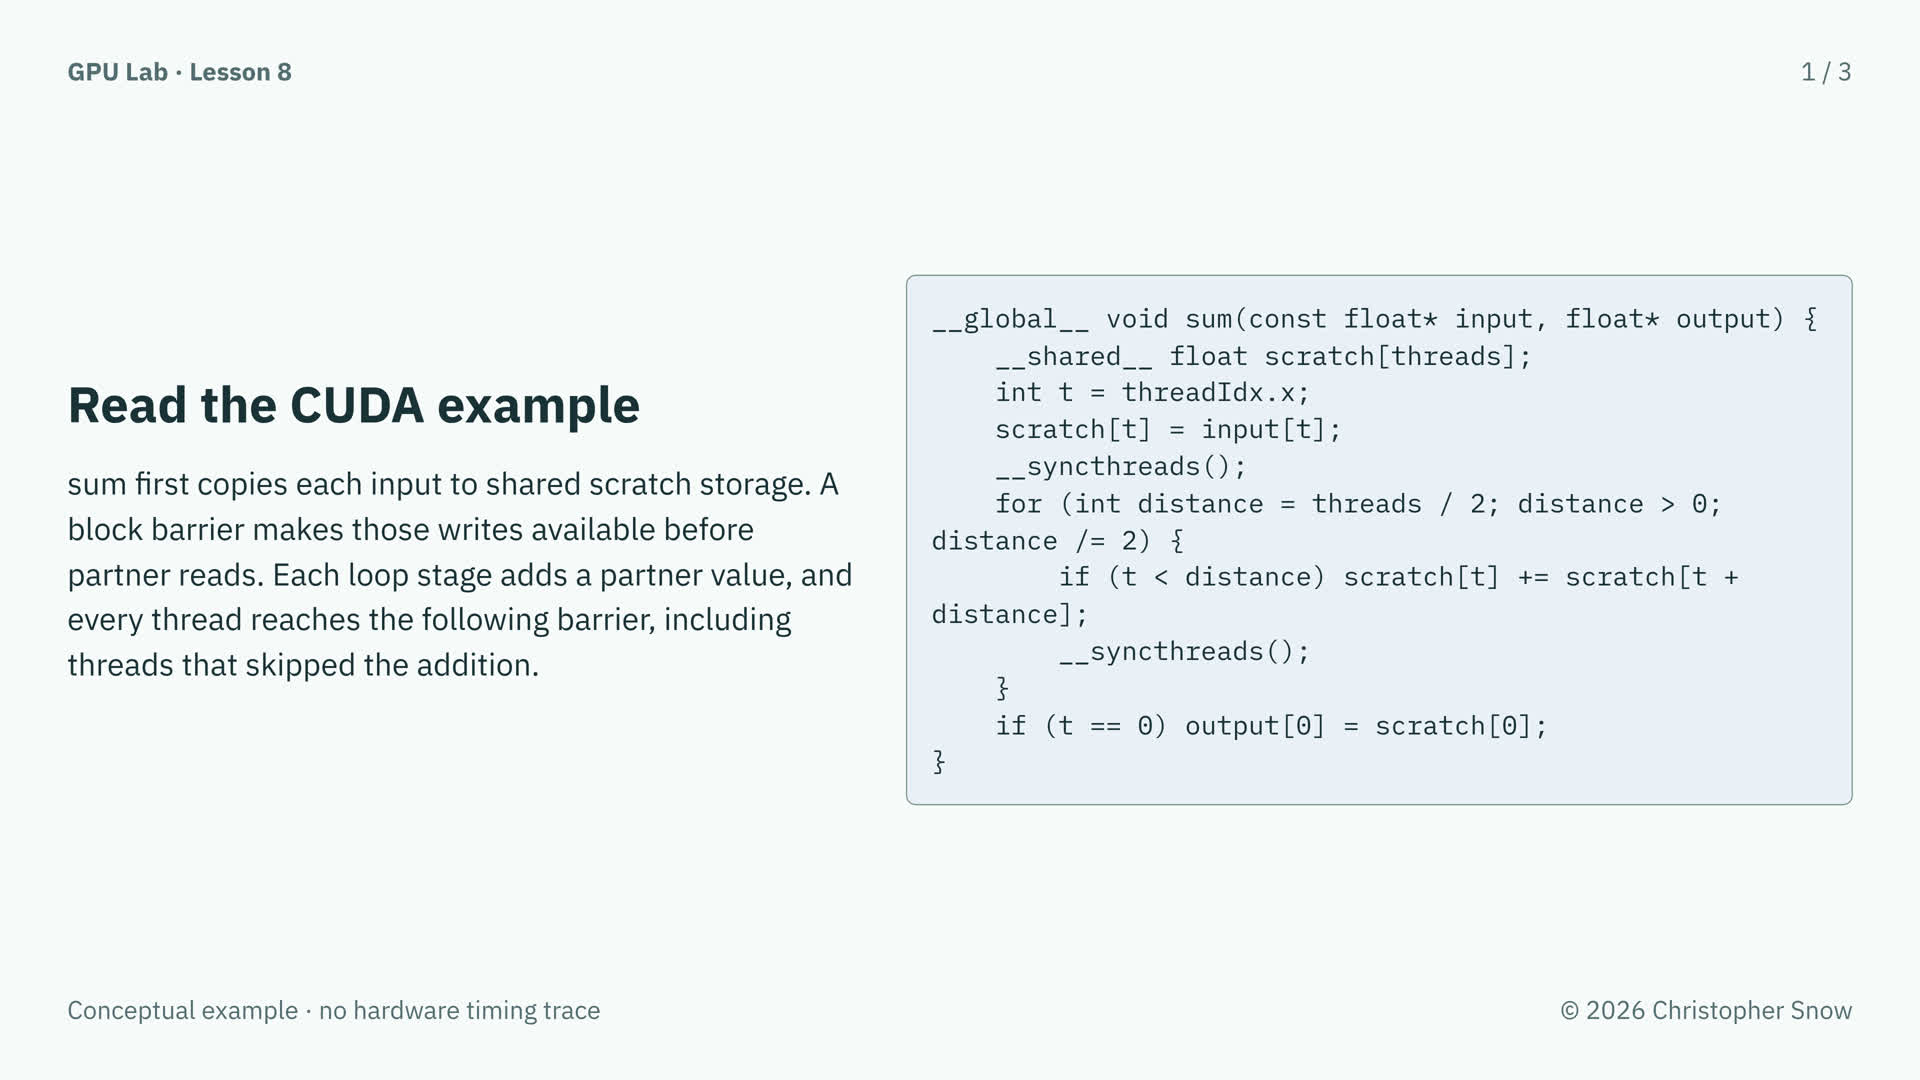 GPU Lab · Lesson 8
1 / 3
Read the CUDA example
sum first copies each input to shared scratch storage. A
block barrier makes those writes available before
partner reads. Each loop stage adds a partner value, and
every thread reaches the following barrier, including
threads that skipped the addition.
__global__ void sum(const float* input, float* output) {
    __shared__ float scratch[threads];
    int t = threadIdx.x;
    scratch[t] = input[t];
    __syncthreads();
    for (int distance = threads / 2; distance > 0;
distance /= 2) {
        if (t < distance) scratch[t] += scratch[t +
distance];
        __syncthreads();
    }
    if (t == 0) output[0] = scratch[0];
}
Conceptual example · no hardware timing trace
© 2026 Christopher Snow